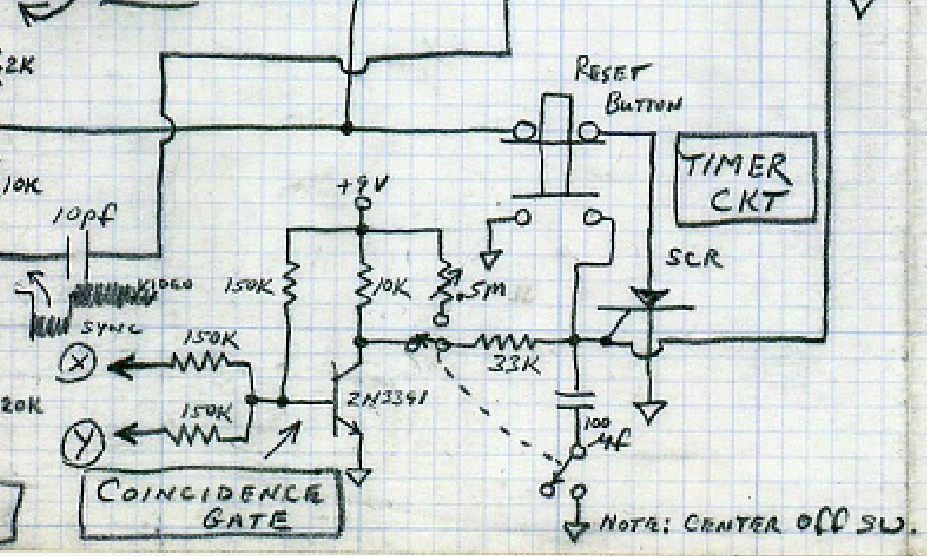 2K
RESET
BUTTON
10K
+9V
TIMER
CKT
10pf
150K
10K
.5M
SCR
VIDEO
SYNC
X
150K
33K
20K
150K
2N3391
100
µf
Y
COINCIDENCE
GATE
NOTE: CENTER OFF SW.